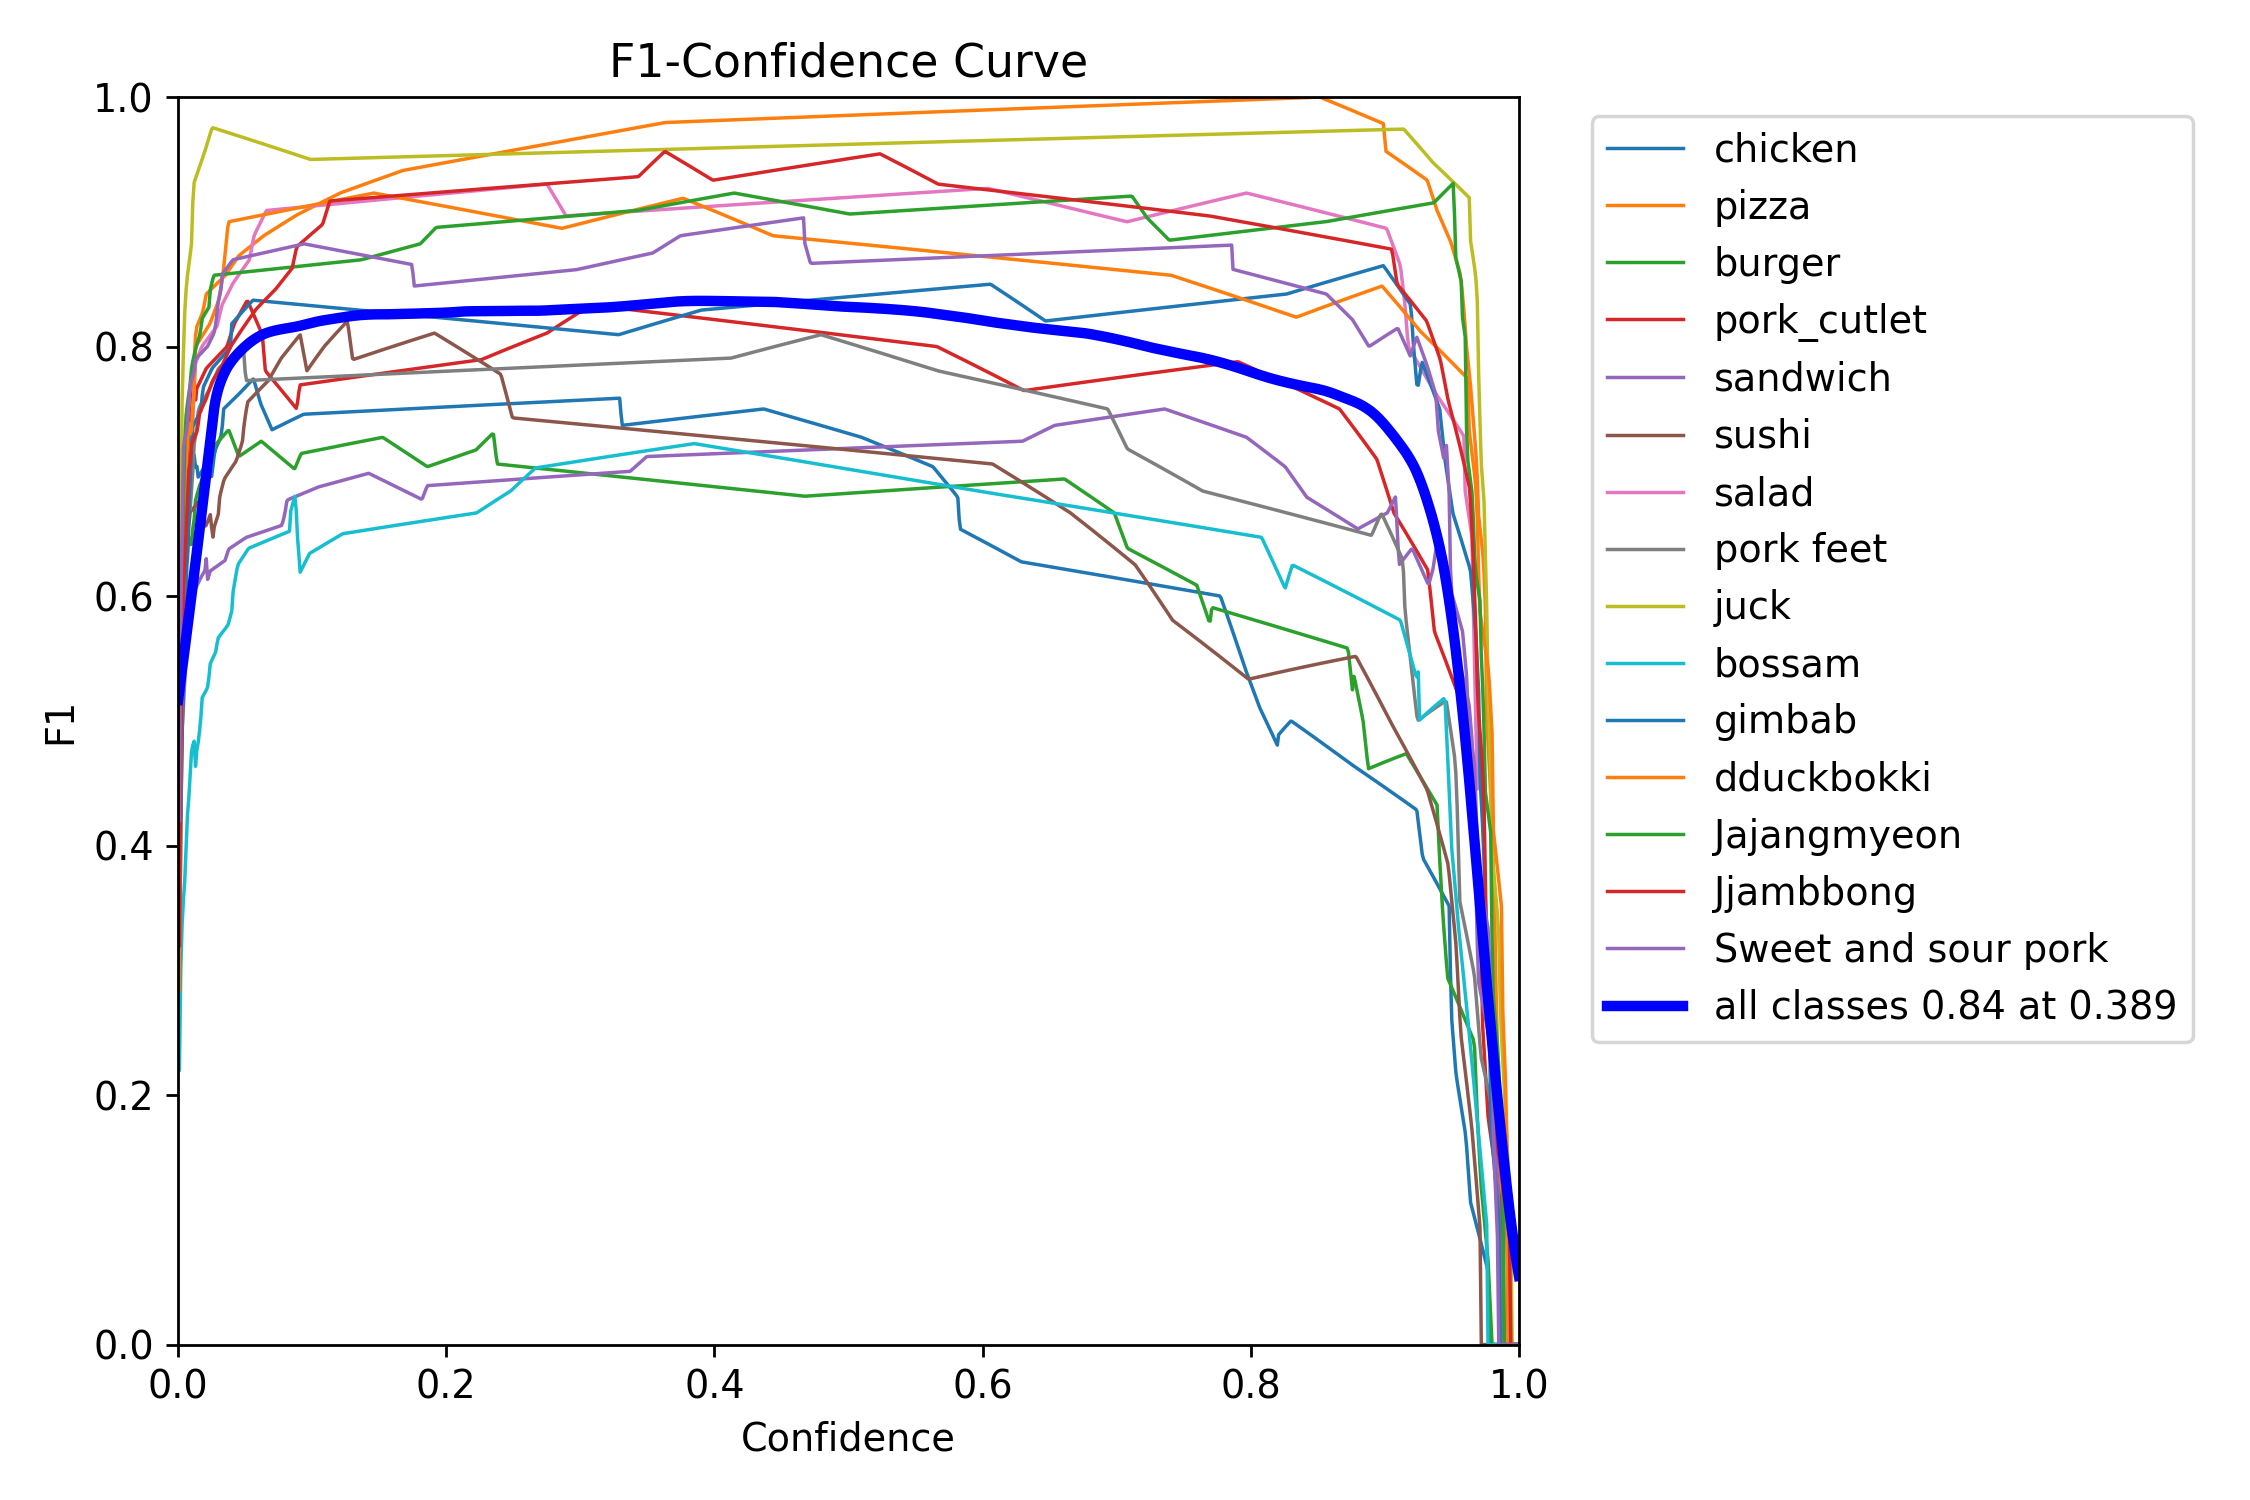 F1-Confidence Curve
1.0
0.8
0.6
0.4
0.2
0.0
F1
0.0 0.2 0.4 0.6 0.8 1.0
Confidence
chicken
pizza
burger
pork_cutlet
sandwich
sushi
salad
pork feet
juck
bossam
gimbab
dduckbokki
Jajangmyeon
Jjambbong
Sweet and sour pork
all classes 0.84 at 0.389